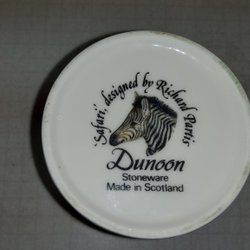 'Safari', designed by Richard Partis
Dunoon
Stoneware
Made in Scotland